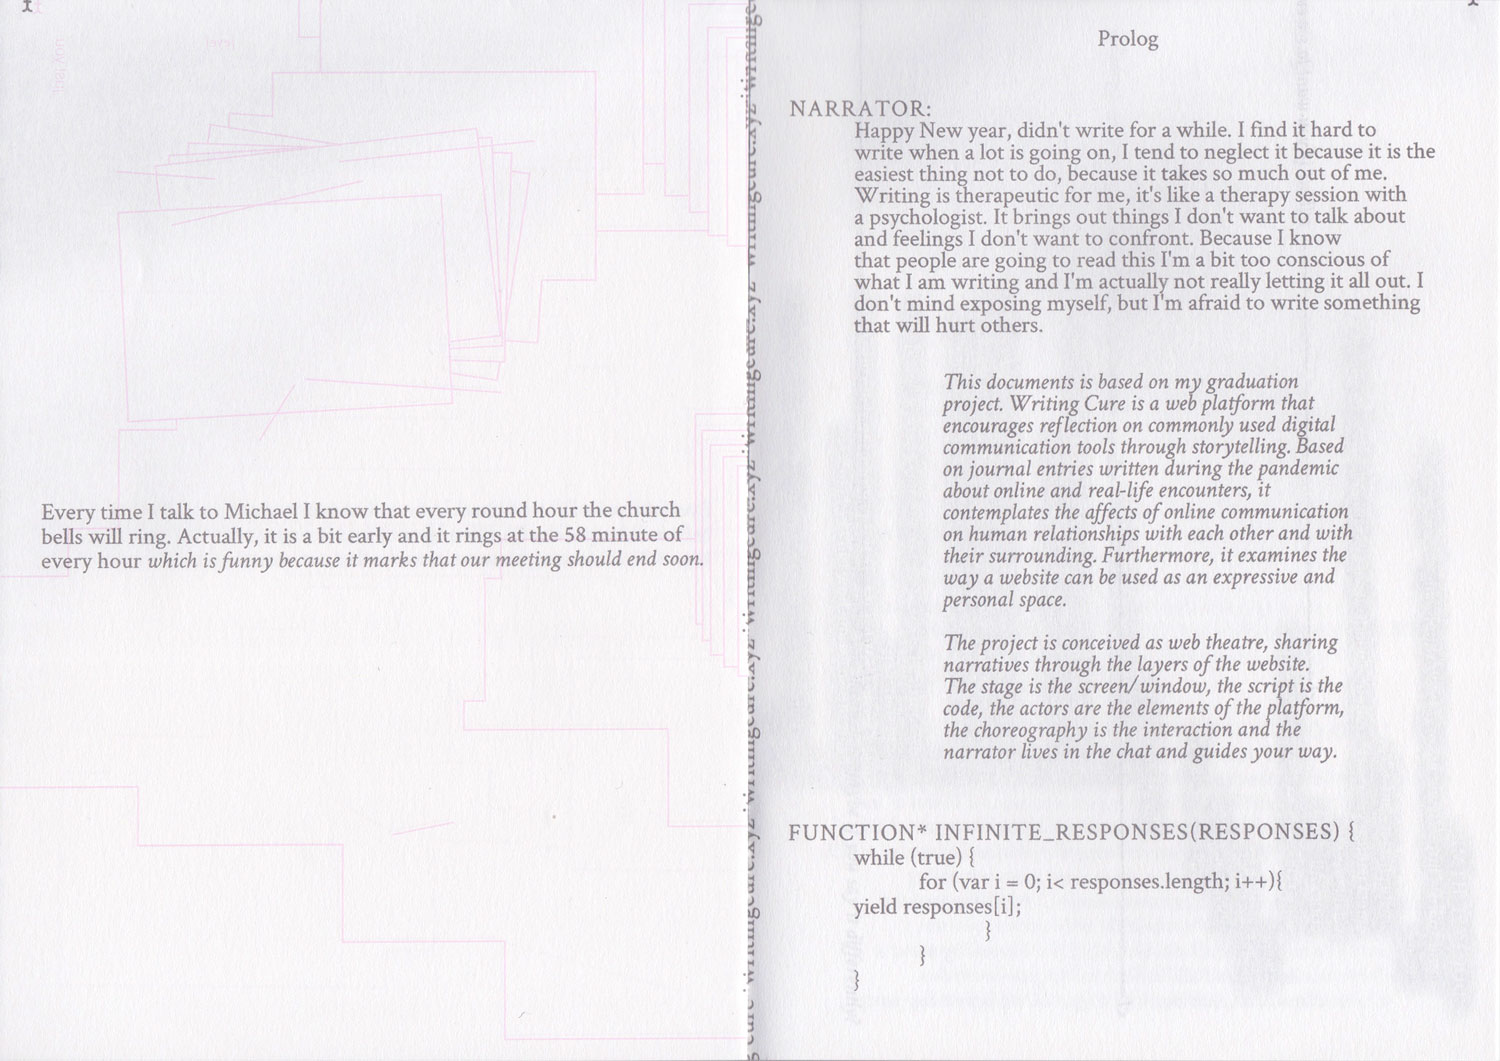 Every time I talk to Michael I know that every round hour the church
bells will ring. Actually, it is a bit early and it rings at the 58 minute of
every hour which is funny because it marks that our meeting should end soon.
writingcure.xyz
Prolog
NARRATOR:
Happy New year, didn't write for a while. I find it hard to
write when a lot is going on, I tend to neglect it because it is the
easiest thing not to do, because it takes so much out of me.
Writing is therapeutic for me, it's like a therapy session with
a psychologist. It brings out things I don't want to talk about
and feelings I don't want to confront. Because I know
that people are going to read this I'm a bit too conscious of
what I am writing and I'm actually not really letting it all out. I
don't mind exposing myself, but I'm afraid to write something
that will hurt others.
This documents is based on my graduation
project. Writing Cure is a web platform that
encourages reflection on commonly used digital
communication tools through storytelling. Based
on journal entries written during the pandemic
about online and real-life encounters, it
contemplates the affects of online communication
on human relationships with each other and with
their surrounding. Furthermore, it examines the
way a website can be used as an expressive and
personal space.
The project is conceived as web theatre, sharing
narratives through the layers of the website.
The stage is the screen/window, the script is the
code, the actors are the elements of the platform,
the choreography is the interaction and the
narrator lives in the chat and guides your way.
FUNCTION* INFINITE_RESPONSES(RESPONSES) {
while (true) {
for (var i = 0; i< responses.length; i++){
yield responses[i];
}
}
}